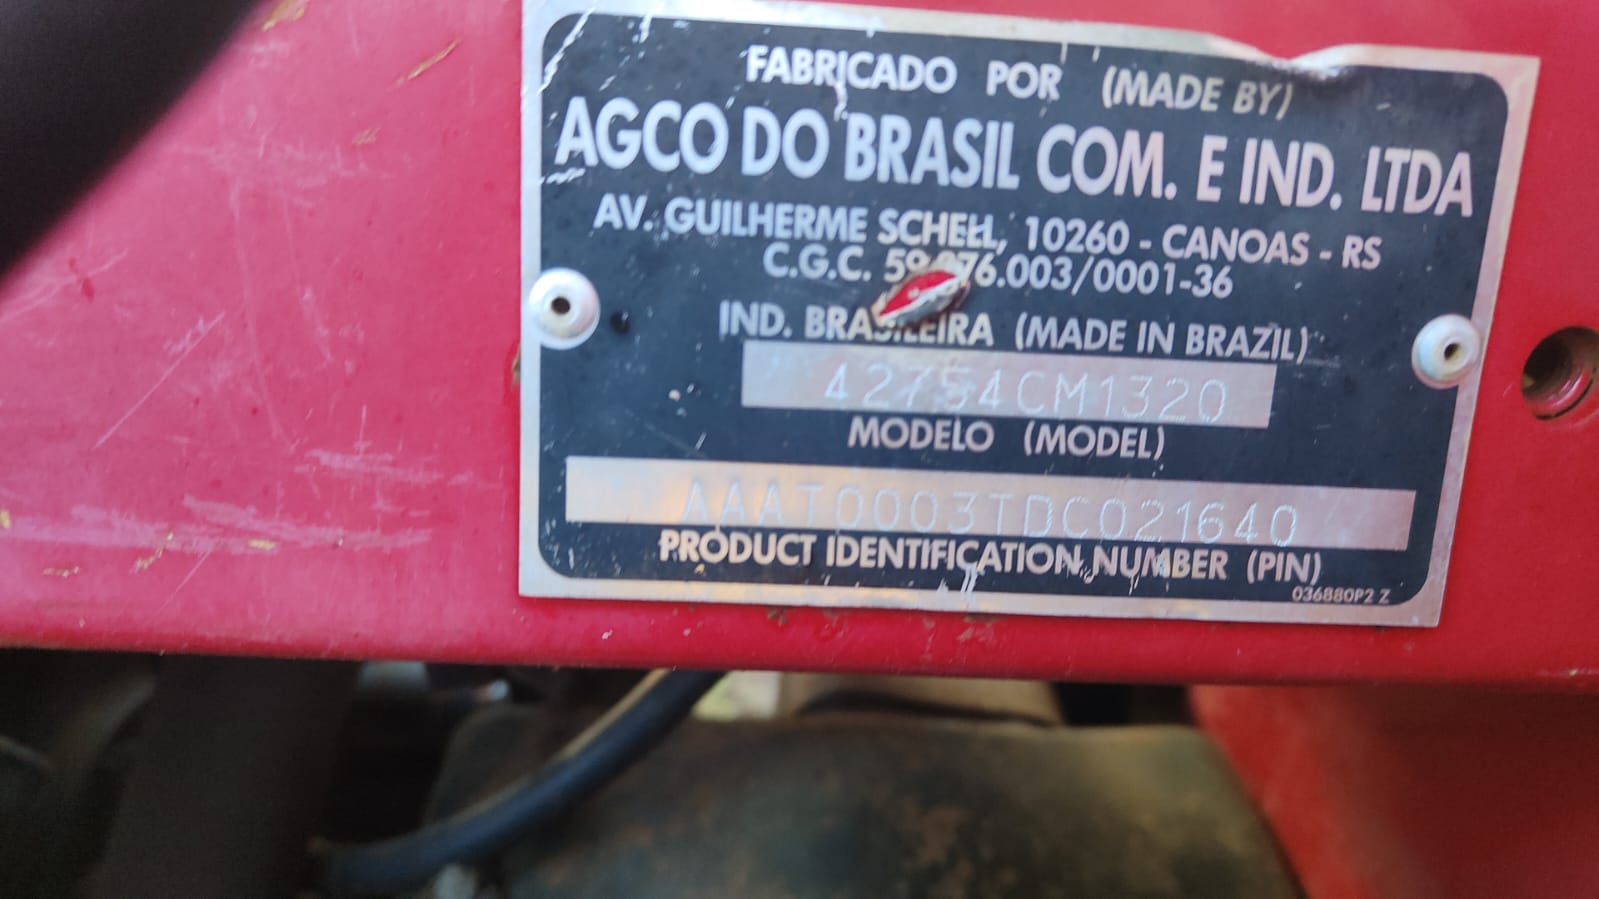 FABRICADO POR (MADE BY)
AGCO DO BRASIL COM. E IND. LTDA
AV. GUILHERME SCHELL, 10260 - CANOAS - RS
C.G.C. 59.876.003/0001-36
IND. BRASILEIRA (MADE IN BRAZIL)
42754CM1320
MODELO (MODEL)
AAAT0003TDC021640
PRODUCT IDENTIFICATION NUMBER (PIN)
036880P2 Z